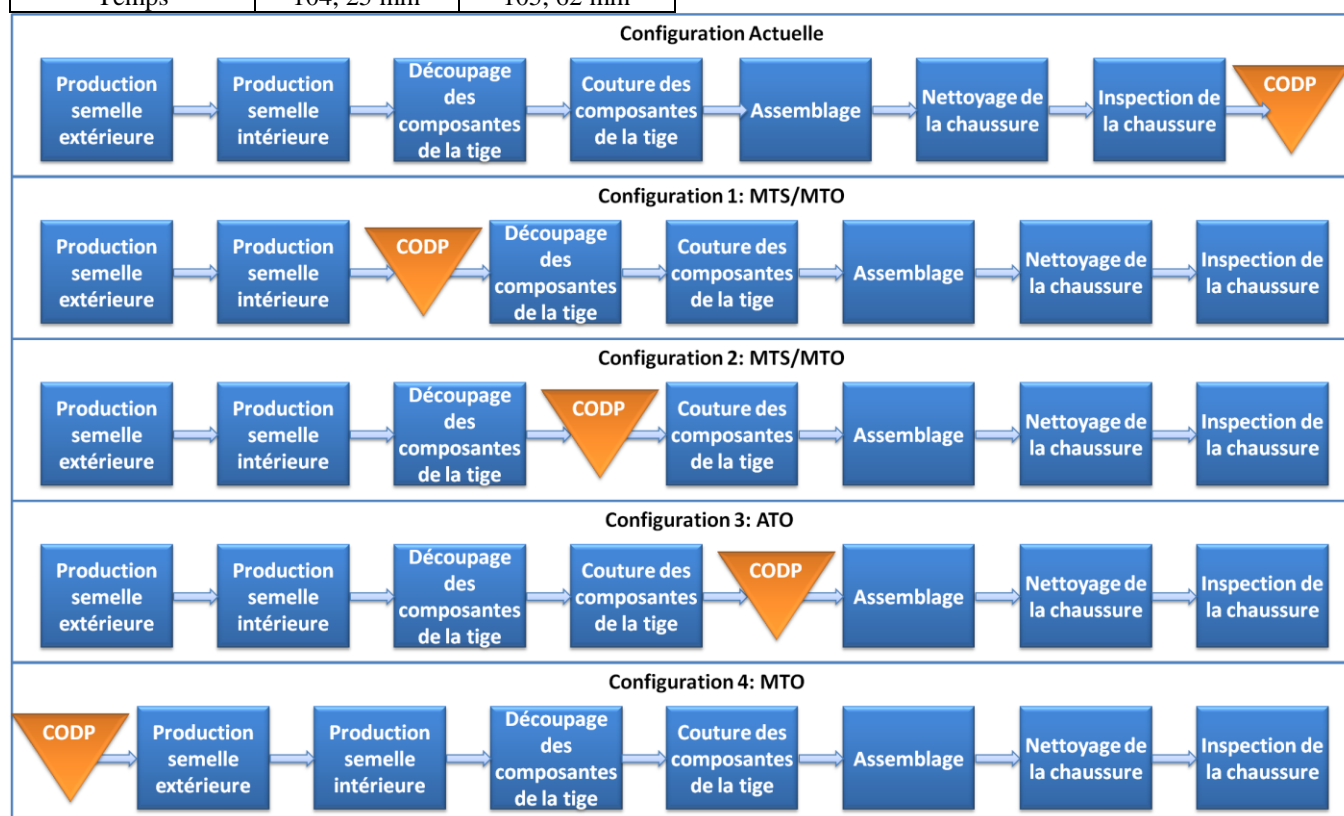 Temps
Configuration Actuelle
Production
semelle
extérieure
Production
semelle
intérieure
Découpage
des
composantes
de la tige
Couture des
composantes
de la tige
Assemblage
Nettoyage de
la chaussure
Inspection de
la chaussure
CODP
Configuration 1: MTS/MTO
Production
semelle
extérieure
Production
semelle
intérieure
CODP
Découpage
des
composantes
de la tige
Couture des
composantes
de la tige
Assemblage
Nettoyage de
la chaussure
Inspection de
la chaussure
Configuration 2: MTS/MTO
Production
semelle
extérieure
Production
semelle
intérieure
Découpage
des
composantes
de la tige
CODP
Couture des
composantes
de la tige
Assemblage
Nettoyage de
la chaussure
Inspection de
la chaussure
Configuration 3: ATO
Production
semelle
extérieure
Production
semelle
intérieure
Découpage
des
composantes
de la tige
Couture des
composantes
de la tige
CODP
Assemblage
Nettoyage de
la chaussure
Inspection de
la chaussure
Configuration 4: MTO
CODP
Production
semelle
extérieure
Production
semelle
intérieure
Découpage
des
composantes
de la tige
Couture des
composantes
de la tige
Assemblage
Nettoyage de
la chaussure
Inspection de
la chaussure